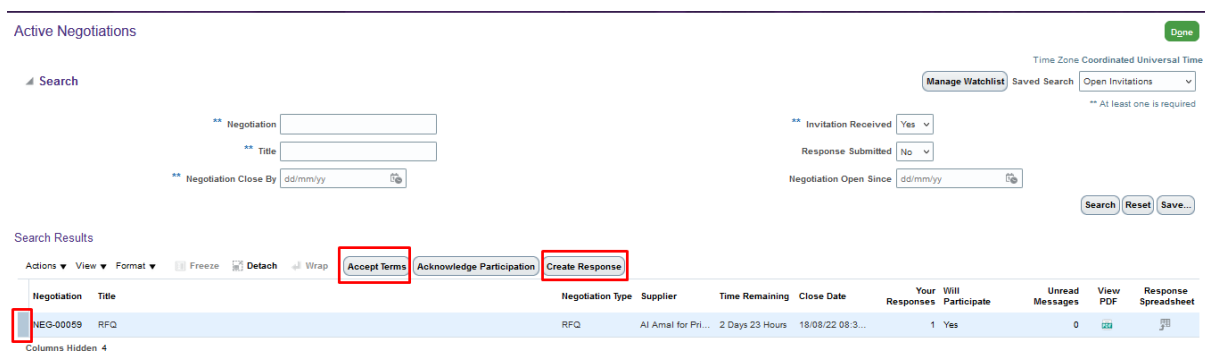 Active Negotiations
Done
Time Zone Coordinated Universal Time
Search
Manage Watchlist Saved Search Open Invitations
** At least one is required
** Negotiation
** Invitation Received Yes
** Title
Response Submitted No
** Negotiation Close By dd/mm/yy
Negotiation Open Since dd/mm/yy
Search Reset Save...
Search Results
Actions View Format Freeze Detach Wrap Accept Terms Acknowledge Participation Create Response
Negotiation Title Negotiation Type Supplier Time Remaining Close Date Your Responses Will Participate Unread Messages View PDF Response Spreadsheet
NEG-00059 RFQ RFQ Al Amal for Pri... 2 Days 23 Hours 18/08/22 08:3... 1 Yes 0
Columns Hidden 4